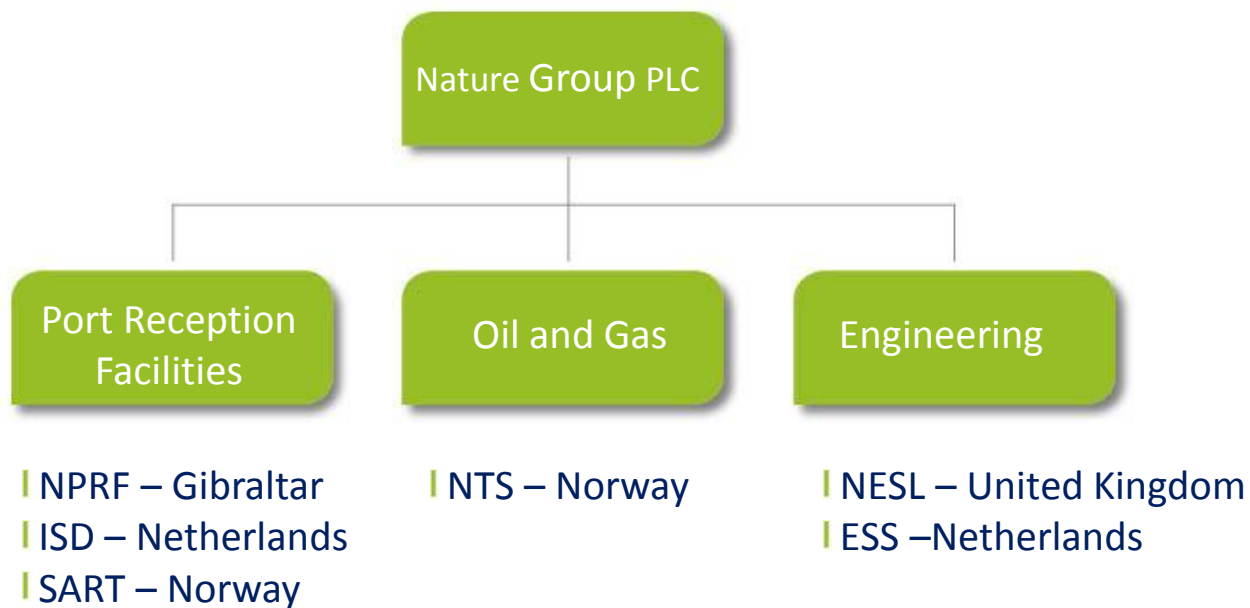 Nature Group PLC
Port Reception
Facilities
Oil and Gas
Engineering
NPRF – Gibraltar
ISD – Netherlands
SART – Norway
NTS – Norway
NESL – United Kingdom
ESS –Netherlands